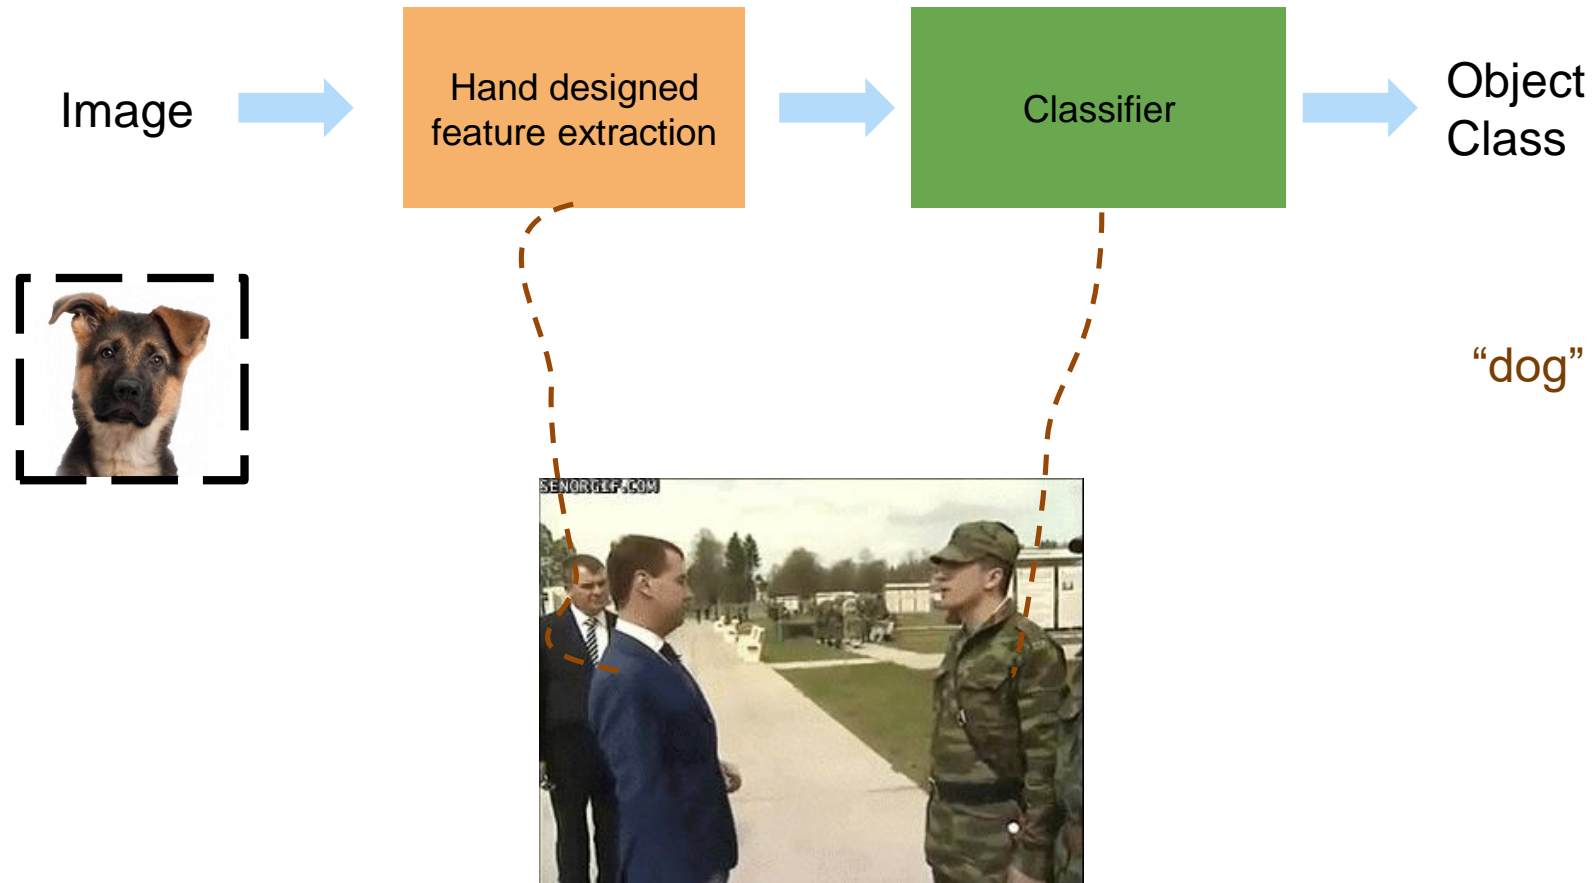 Image
Hand designed
feature extraction
Classifier
Object
Class
“dog”
SENORGIF.COM